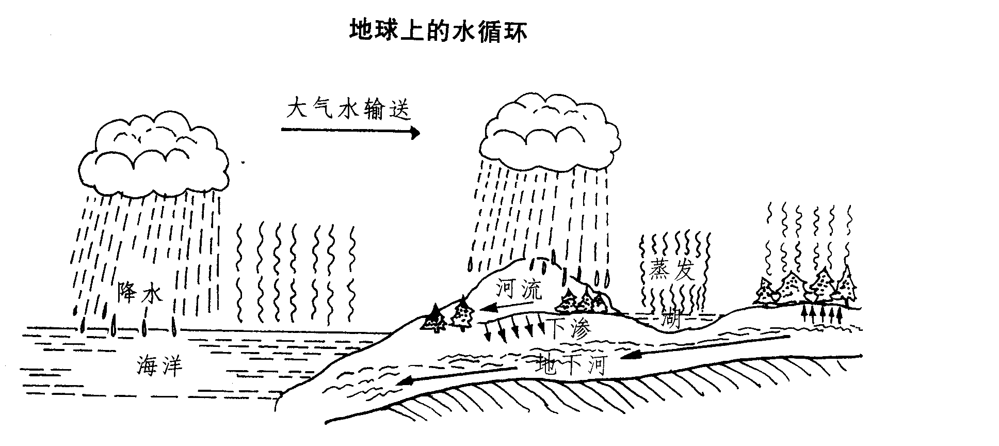 地球上的水循环
大气水输送
降水
蒸发
河流
湖
下渗
海洋
地下河